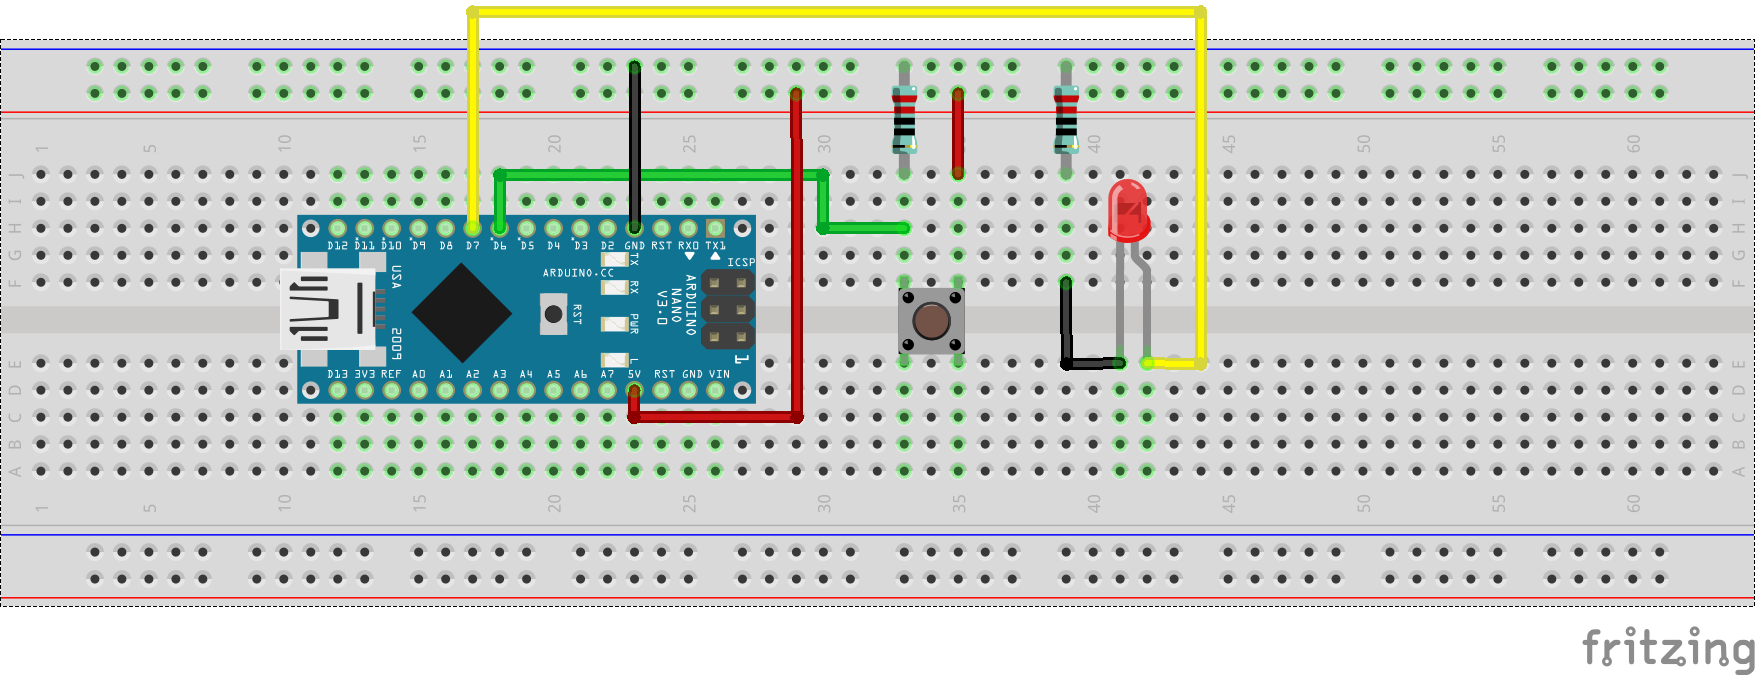 1 5 10 15 20 25 30 35 40 45 50 55 60
J J
I I
H H
G G
F F
D12 D11 D10 D9 D8 D7 D6 D5 D4 D3 D2 GND RST RX0 TX1
ICSP
USA
ARDUINO.CC
TX
RX
RST
PWR
L
ARDUINO
NANO
V3.0
2009
1
D13 3V3 REF A0 A1 A2 A3 A4 A5 A6 A7 5V RST GND VIN
E E
D D
C C
B B
A A
1 5 10 15 20 25 30 35 40 45 50 55 60
fritzing